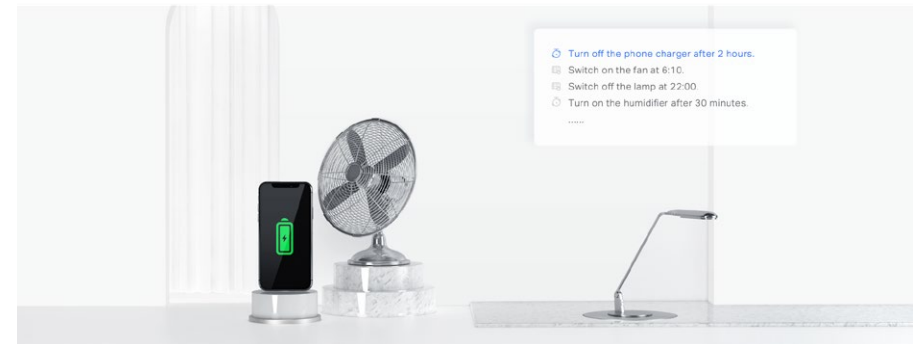 Turn off the phone charger after 2 hours.
Switch on the fan at 6:10.
Switch off the lamp at 22:00.
Turn on the humidifier after 30 minutes.
......